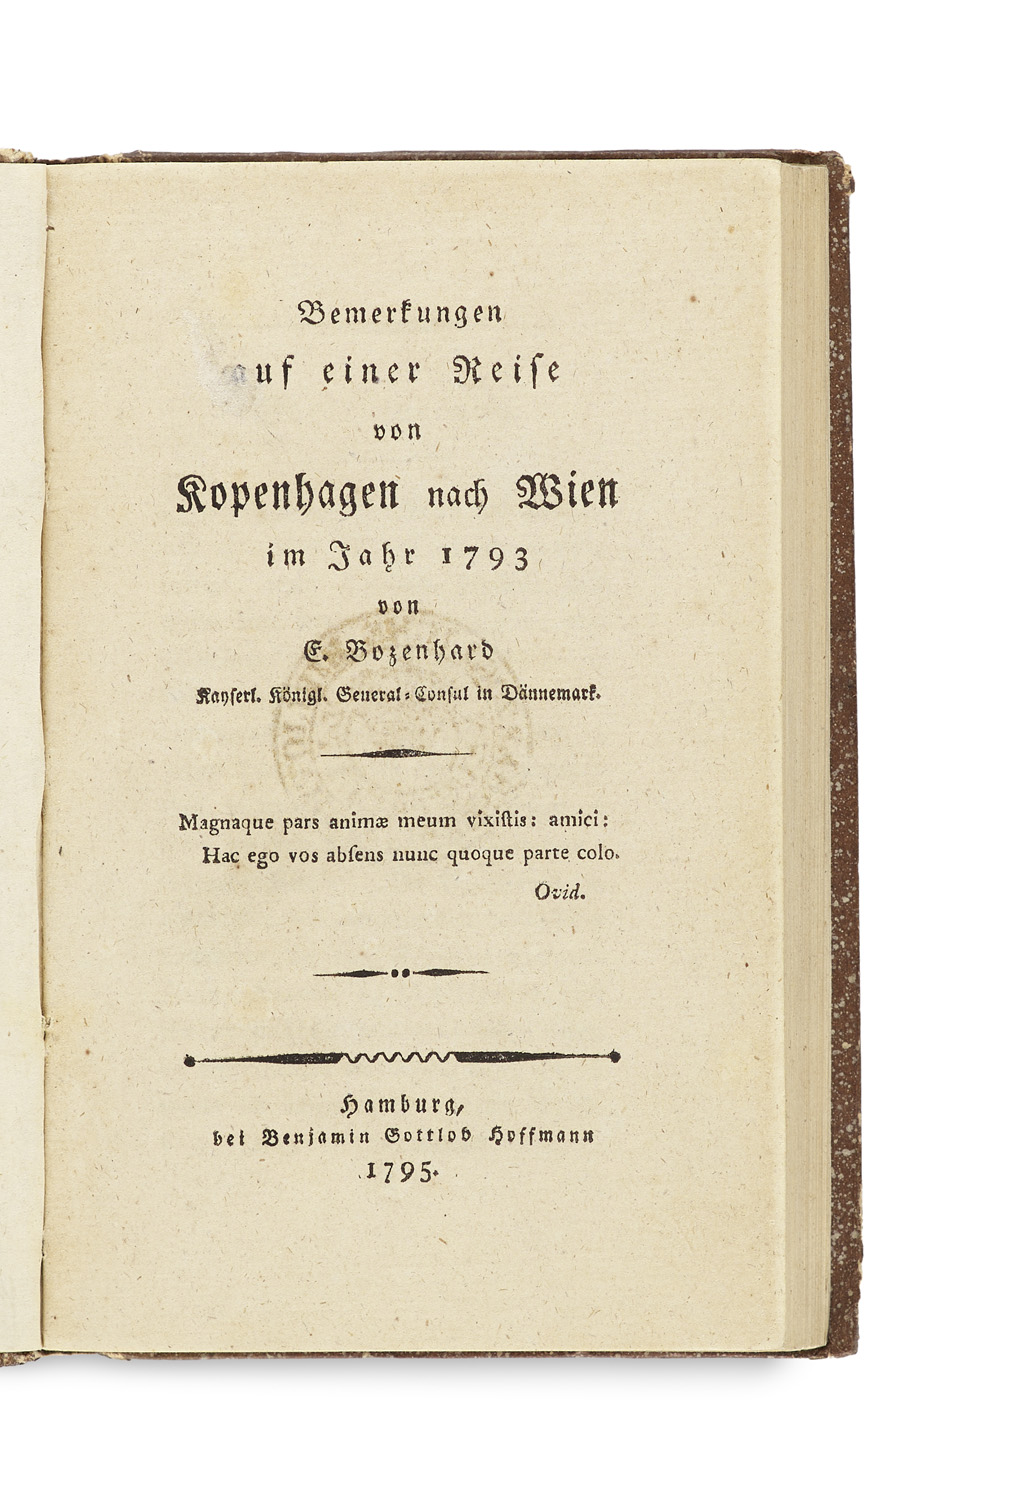 Bemerkungen
auf einer Reiſe
von
Kopenhagen nach Wien
im Jahr 1793
von
E. Bozenhard
Kayſerl. Königl. General-Conſul in Dännemark.
Magnaque pars animæ meum vixiſtis: amici:
Hac ego vos abſens nunc quoque parte colo.
Ovid.
Hamburg,
bei Benjamin Gottlob Hoffmann
1795.